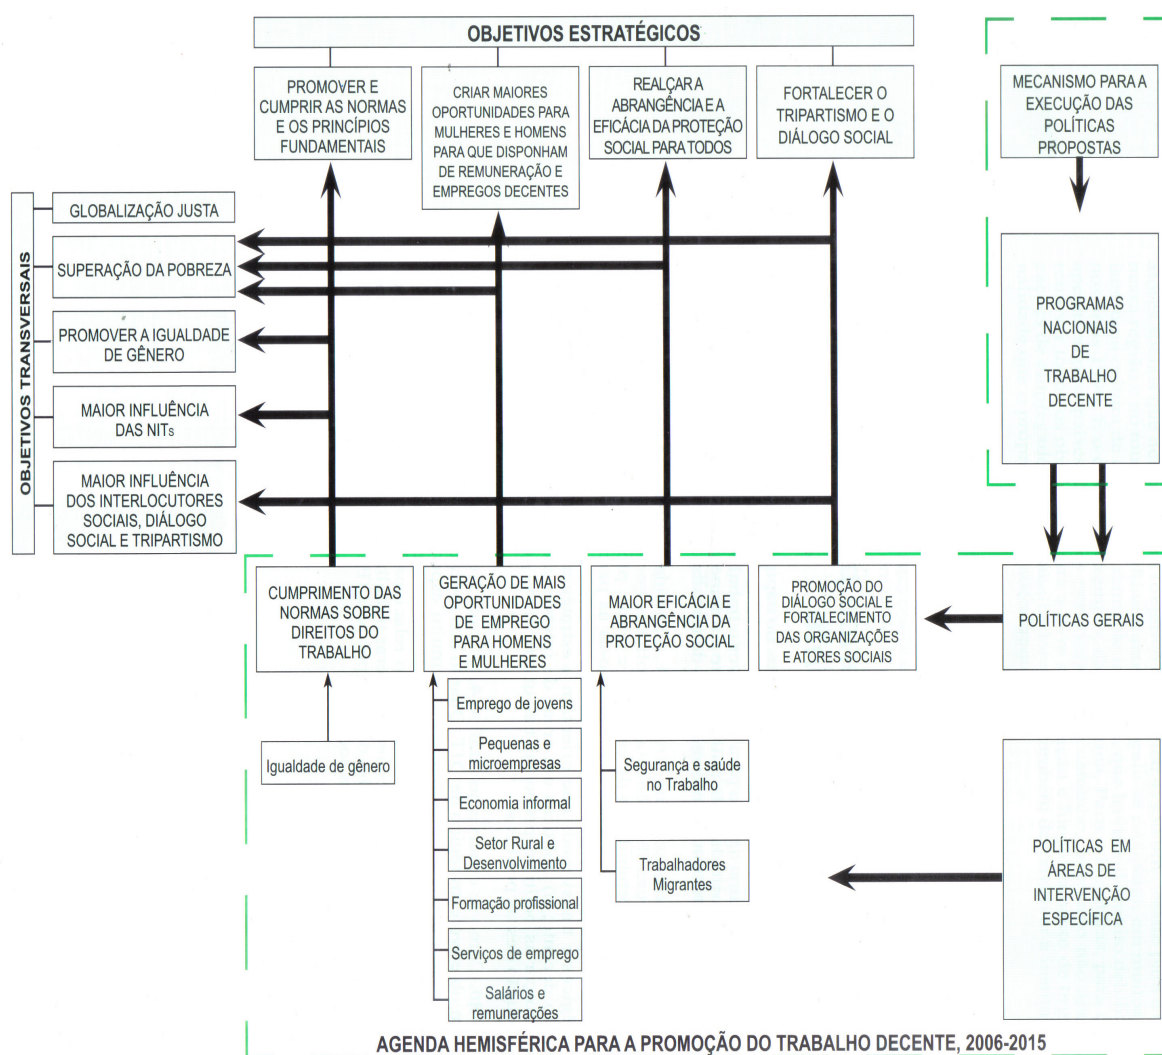 OBJETIVOS ESTRATÉGICOS
PROMOVER E
CUMPRIR AS NORMAS
E OS PRINCÍPIOS
FUNDAMENTAIS
CRIAR MAIORES
OPORTUNIDADES PARA
MULHERES E HOMENS
PARA QUE DISPONHAM
DE REMUNERAÇÃO E
EMPREGOS DECENTES
REALÇAR A
ABRANGÊNCIA E A
EFICÁCIA DA PROTEÇÃO
SOCIAL PARA TODOS
FORTALECER O
TRIPARTISMO E O
DIÁLOGO SOCIAL
MECANISMO PARA A
EXECUÇÃO DAS
POLÍTICAS
PROPOSTAS
OBJETIVOS TRANSVERSAIS
GLOBALIZAÇÃO JUSTA
SUPERAÇÃO DA POBREZA
PROMOVER A IGUALDADE
DE GÊNERO
MAIOR INFLUÊNCIA
DAS NITs
MAIOR INFLUÊNCIA
DOS INTERLOCUTORES
SOCIAIS, DIÁLOGO
SOCIAL E TRIPARTISMO
PROGRAMAS
NACIONAIS
DE
TRABALHO
DECENTE
CUMPRIMENTO DAS
NORMAS SOBRE
DIREITOS DO
TRABALHO
GERAÇÃO DE MAIS
OPORTUNIDADES
DE EMPREGO
PARA HOMENS
E MULHERES
MAIOR EFICÁCIA E
ABRANGÊNCIA DA
PROTEÇÃO SOCIAL
PROMOÇÃO DO
DIÁLOGO SOCIAL E
FORTALECIMENTO
DAS ORGANIZAÇÕES
E ATORES SOCIAIS
POLÍTICAS GERAIS
Igualdade de gênero
Emprego de jovens
Pequenas e
microempresas
Economia informal
Setor Rural e
Desenvolvimento
Formação profissional
Serviços de emprego
Salários e
remunerações
Segurança e saúde
no Trabalho
Trabalhadores
Migrantes
POLÍTICAS EM
ÁREAS DE
INTERVENÇÃO
ESPECÍFICA
AGENDA HEMISFÉRICA PARA A PROMOÇÃO DO TRABALHO DECENTE, 2006-2015